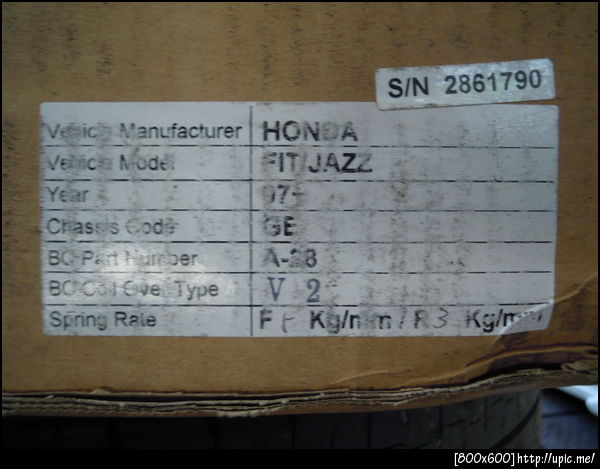 S/N 2861790
Vehicle Manufacturer HONDA
Vehicle Model FIT/JAZZ
Year 07~
Chassis Code GE
BC Part Number
BC Coil Over Type V 2
Spring Rate F Kg/mm / R 3 Kg/mm
[800x600]http://upic.me/